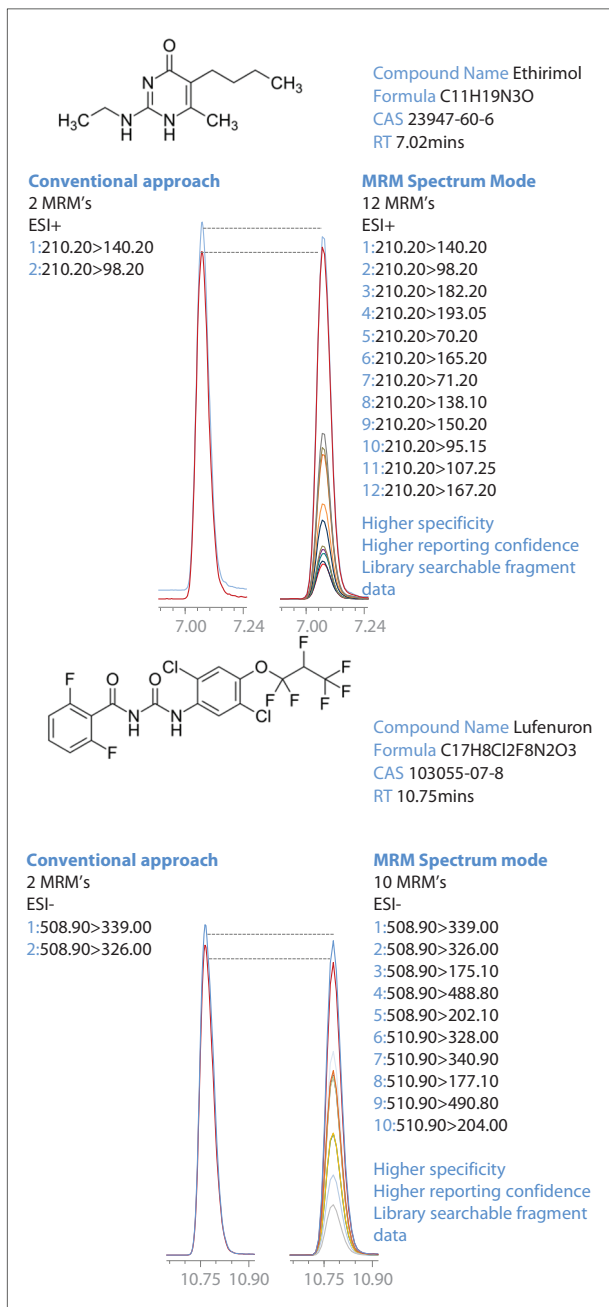 O
CH₃
N
H₃C
N
H
N
H
CH₃
Compound Name Ethirimol
Formula C11H19N3O
CAS 23947-60-6
RT 7.02mins
Conventional approach
2 MRM's
ESI+
1:210.20>140.20
2:210.20>98.20
MRM Spectrum Mode
12 MRM's
ESI+
1:210.20>140.20
2:210.20>98.20
3:210.20>182.20
4:210.20>193.05
5:210.20>70.20
6:210.20>165.20
7:210.20>71.20
8:210.20>138.10
9:210.20>150.20
10:210.20>95.15
11:210.20>107.25
12:210.20>167.20
Higher specificity
Higher reporting confidence
Library searchable fragment
data
7.00 7.24
7.00 7.24
F
O
O
N
H
N
H
F
Cl
Cl
O
F
F
F
F
F
F
Compound Name Lufenuron
Formula C17H8Cl2F8N2O3
CAS 103055-07-8
RT 10.75mins
Conventional approach
2 MRM's
ESI-
1:508.90>339.00
2:508.90>326.00
MRM Spectrum mode
10 MRM's
ESI-
1:508.90>339.00
2:508.90>326.00
3:508.90>175.10
4:508.90>488.80
5:508.90>202.10
6:510.90>328.00
7:510.90>340.90
8:510.90>177.10
9:510.90>490.80
10:510.90>204.00
Higher specificity
Higher reporting confidence
Library searchable fragment
data
10.75 10.90
10.75 10.90